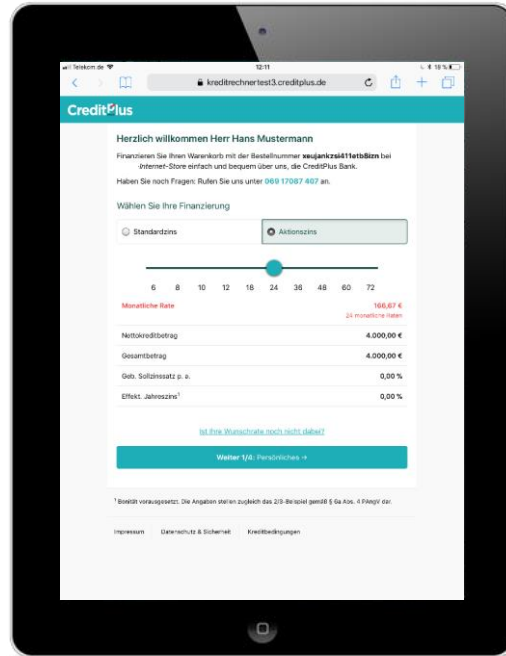 Telekom.de
12:11
18 %
kreditrechnertest3.creditplus.de
CreditPlus
Herzlich willkommen Herr Hans Mustermann
Finanzieren Sie Ihren Warenkorb mit der Bestellnummer xeujankzsi411etb6izn bei
-Internet-Store einfach und bequem über uns, die CreditPlus Bank.
Haben Sie noch Fragen: Rufen Sie uns unter 069 17087 407 an.
Wählen Sie Ihre Finanzierung
Standardzins Aktionszins
6 8 10 12 18 24 36 48 60 72
Monatliche Rate 166,67 €
24 monatliche Raten
Nettokreditbetrag 4.000,00 €
Gesamtbetrag 4.000,00 €
Geb. Sollzinssatz p. a. 0,00 %
Effekt. Jahreszins¹ 0,00 %
Ist Ihre Wunschrate noch nicht dabei?
Weiter 1/4: Persönliches →
¹ Bonität vorausgesetzt. Die Angaben stellen zugleich das 2/3-Beispiel gemäß § 6a Abs. 4 PAngV dar.
Impressum Datenschutz & Sicherheit Kreditbedingungen